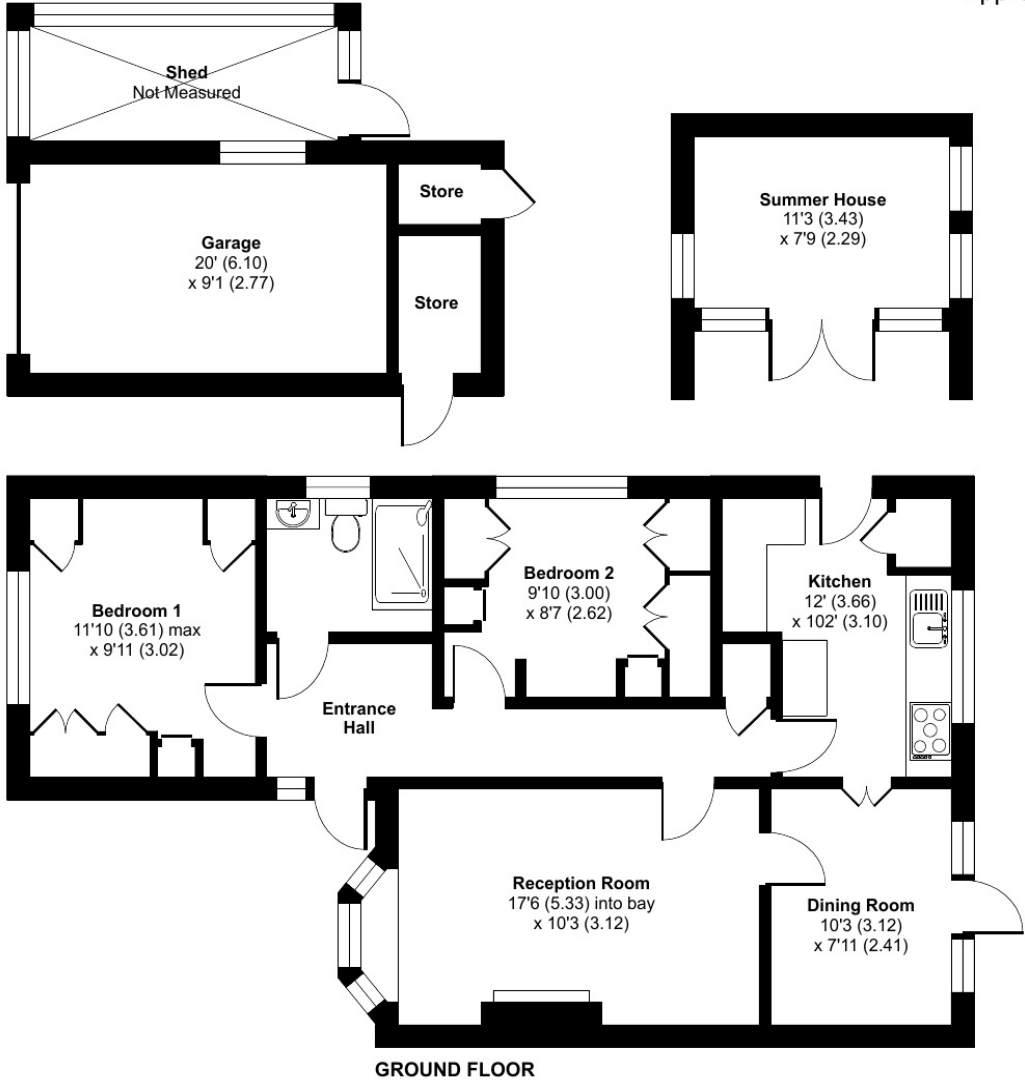 Shed
Not Measured
Store
Garage
20' (6.10)
x 9'1 (2.77)
Store
Summer House
11'3 (3.43)
x 7'9 (2.29)
Bedroom 1
11'10 (3.61) max
x 9'11 (3.02)
Entrance
Hall
Bedroom 2
9'10 (3.00)
x 8'7 (2.62)
Kitchen
12' (3.66)
x 102' (3.10)
Reception Room
17'6 (5.33) into bay
x 10'3 (3.12)
Dining Room
10'3 (3.12)
x 7'11 (2.41)
GROUND FLOOR